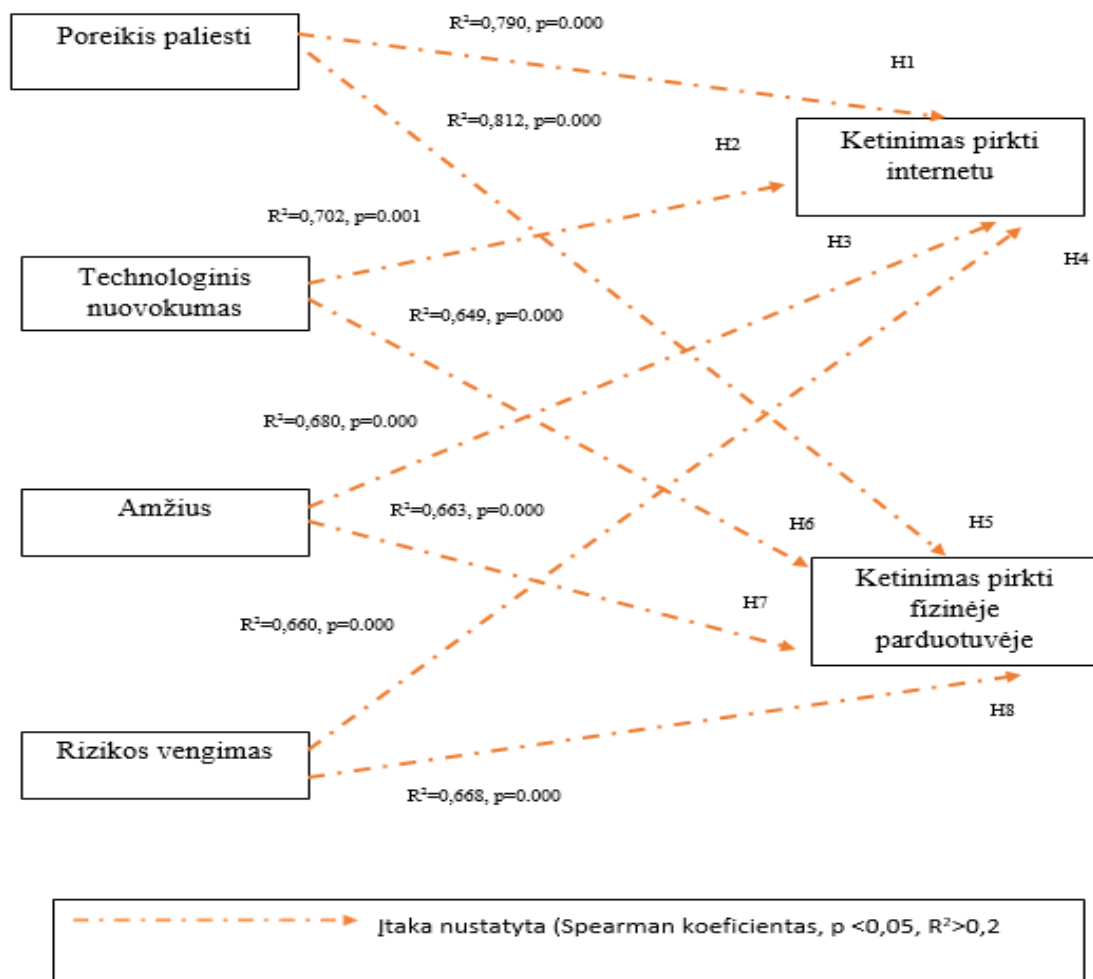 R²=0,790, p=0.000
Poreikis paliesti
H1
R²=0,812, p=0.000
H2
Ketinimas pirkti
internetu
R²=0,702, p=0.001
H3
H4
Technologinis
nuovokumas
R²=0,649, p=0.000
R²=0,680, p=0.000
Amžius
R²=0,663, p=0.000
H6
H5
Ketinimas pirkti
fizinėje
parduotuvėje
H7
R²=0,660, p=0.000
H8
Rizikos vengimas
R²=0,668, p=0.000
Įtaka nustatyta (Spearman koeficientas, p <0,05, R²>0,2